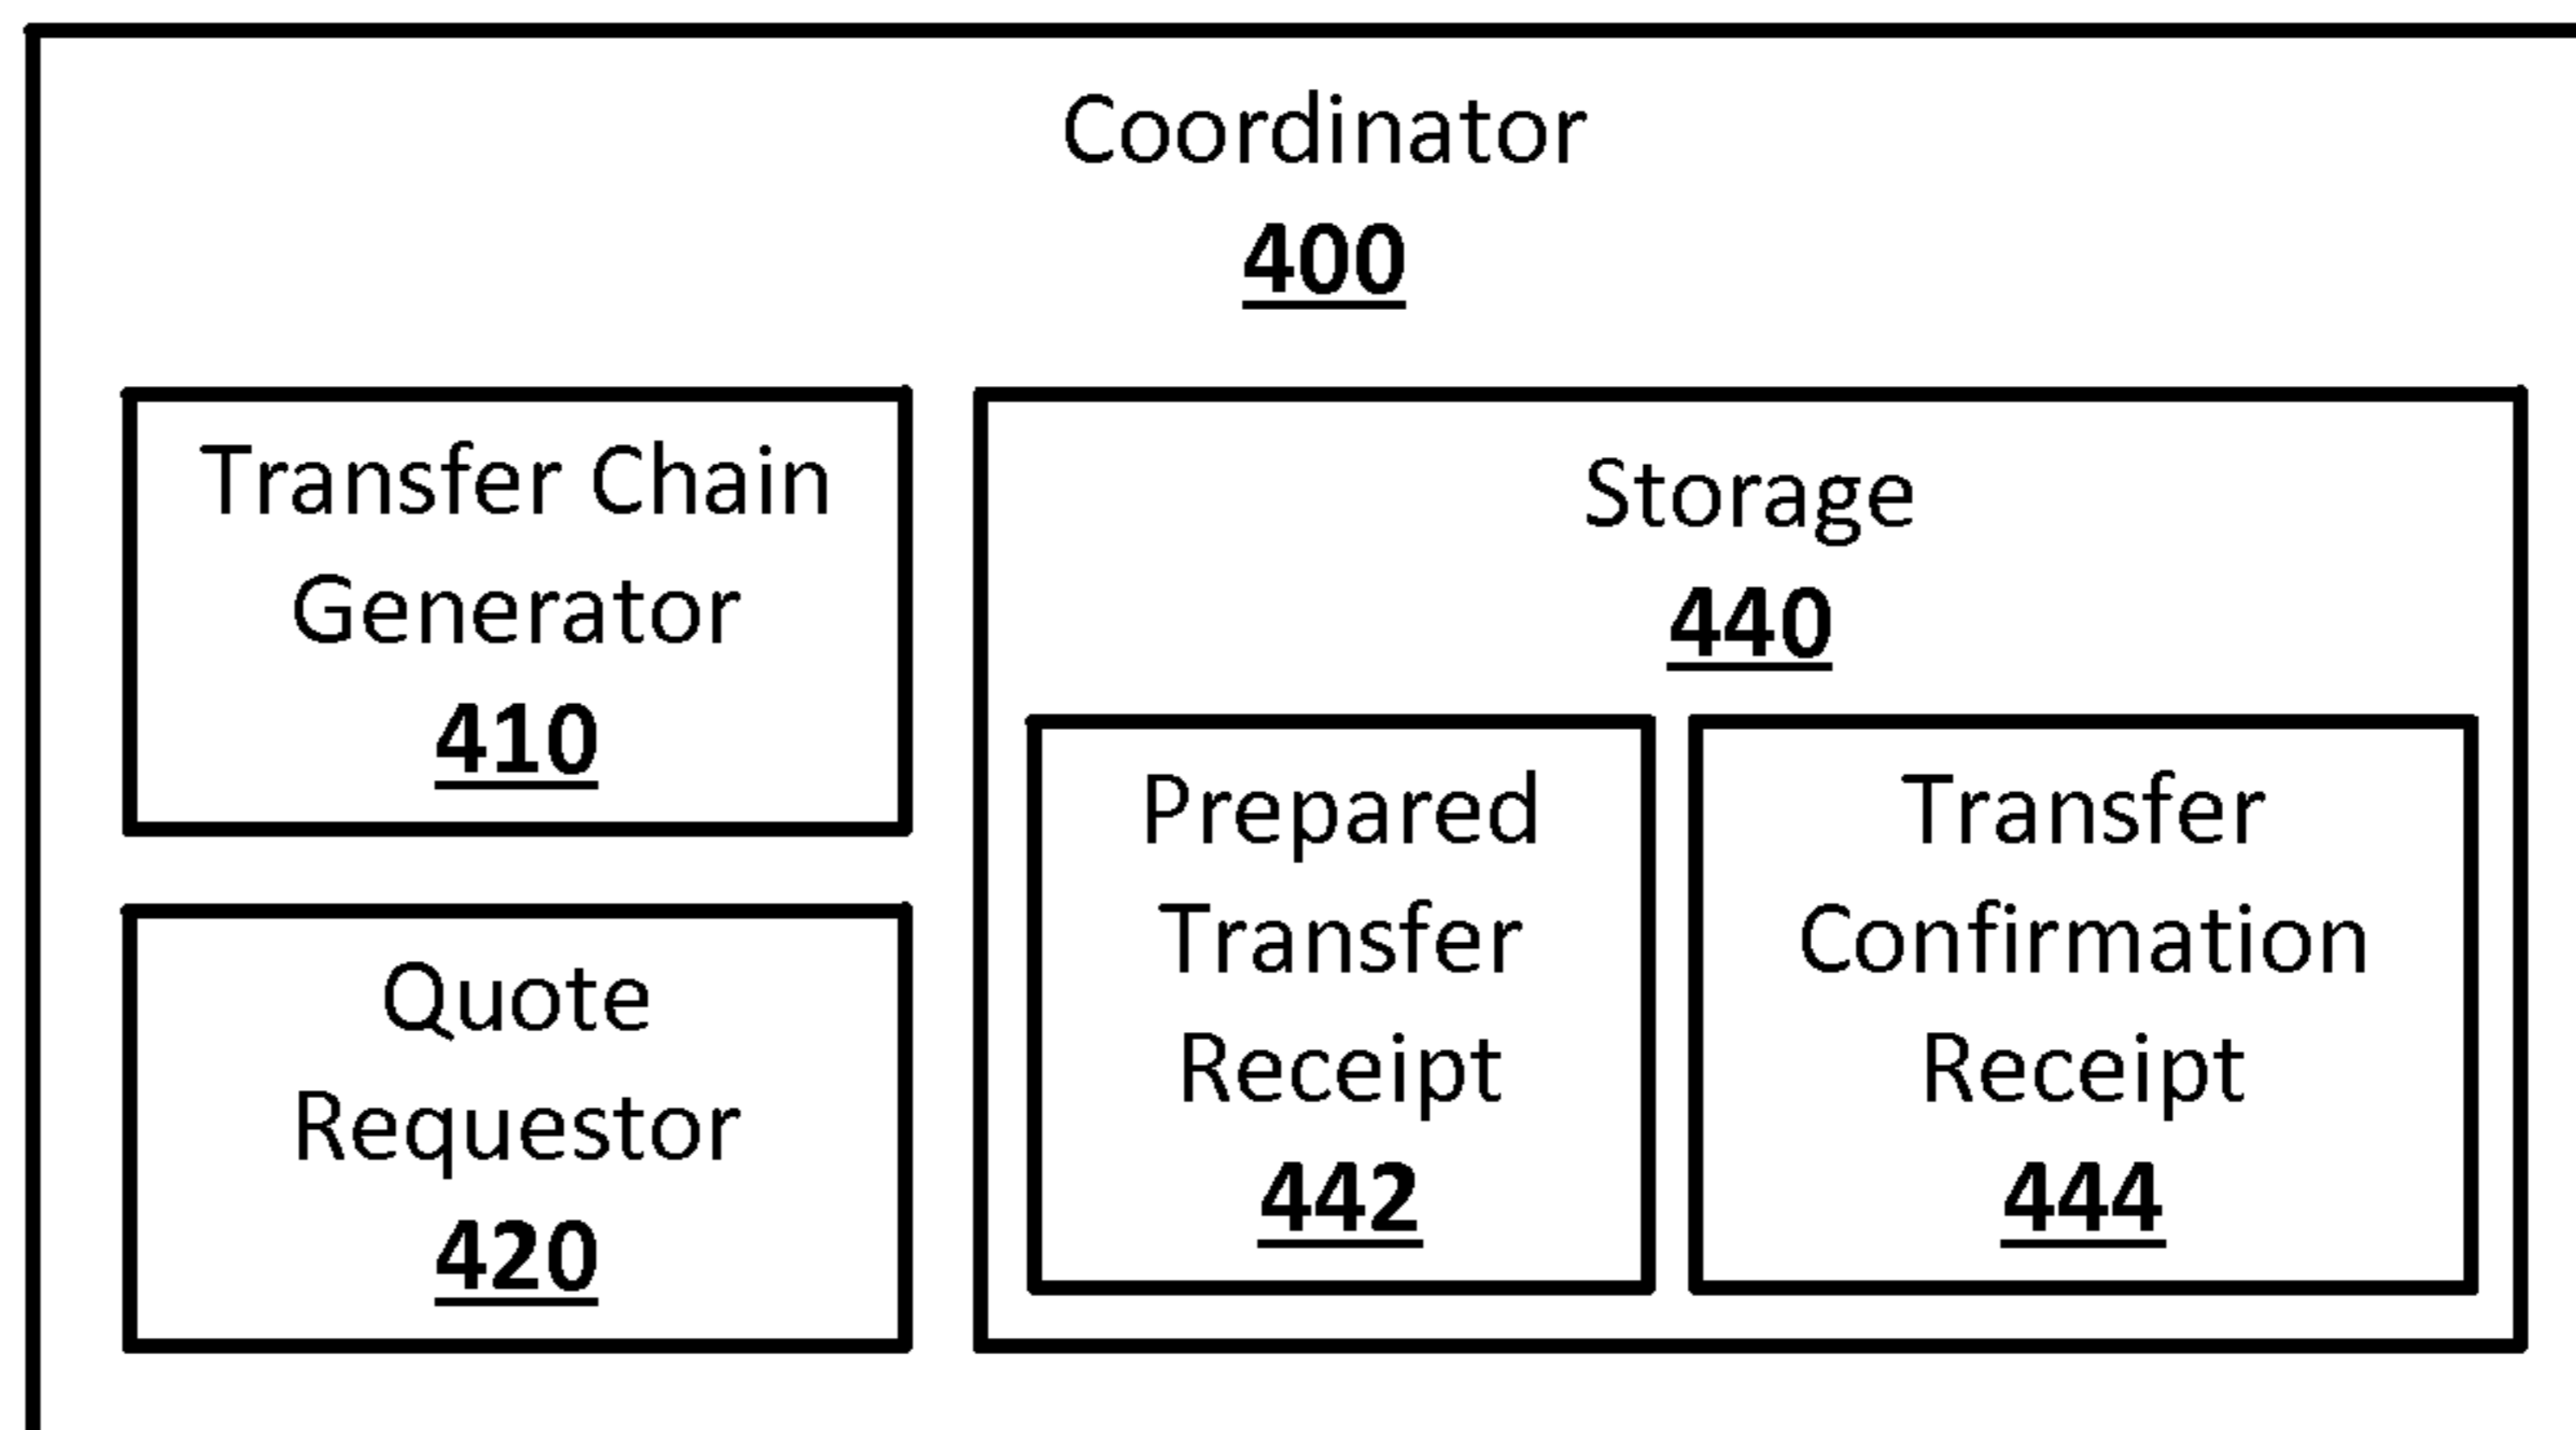 Coordinator
400
Transfer Chain
Generator
410
Quote
Requestor
420
Storage
440
Prepared
Transfer
Receipt
442
Transfer
Confirmation
Receipt
444